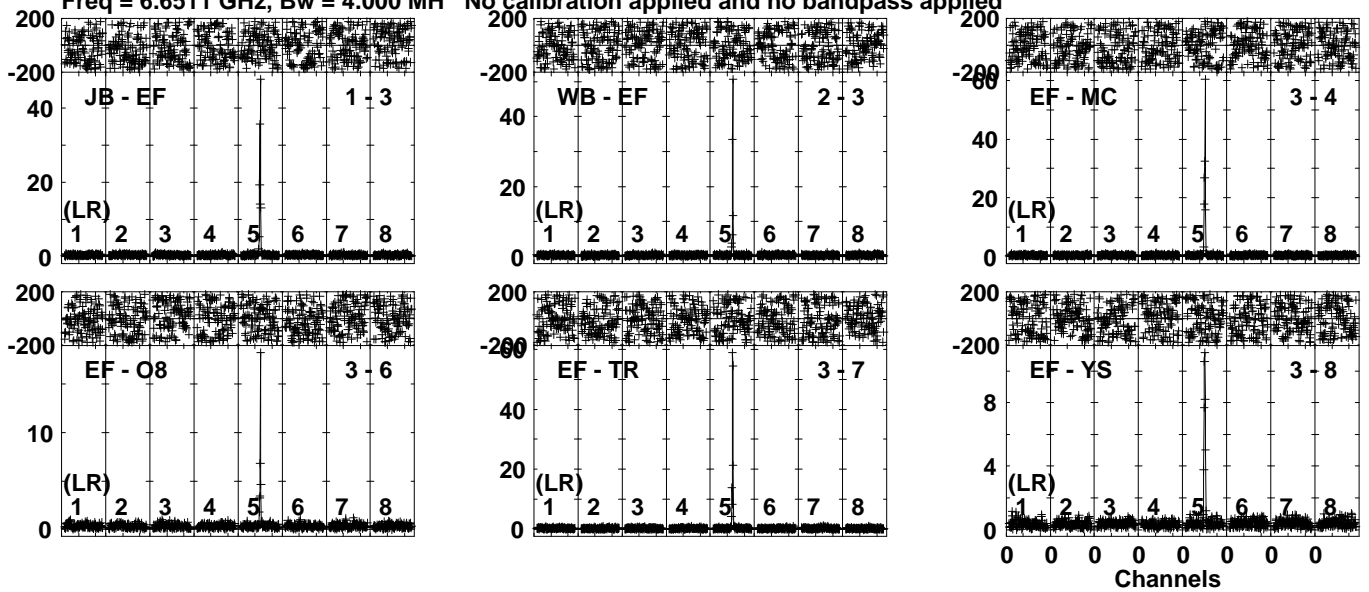 Freq = 6.6511 GHz, Bw = 4.000 MH No calibration applied and no bandpass applied
200
-200
JB - EF 1 - 3
40
20
(LR)
1 2 3 4 5 6 7 8
0
200
-200
WB - EF 2 - 3
40
20
(LR)
1 2 3 4 5 6 7 8
0
200
-200
60
EF - MC 3 - 4
40
20
(LR)
1 2 3 4 5 6 7 8
0
200
-200
EF - O8 3 - 6
10
(LR)
1 2 3 4 5 6 7 8
0
200
-200
60
EF - TR 3 - 7
40
20
(LR)
1 2 3 4 5 6 7 8
0
200
-200
EF - YS 3 - 8
8
4
(LR)
1 2 3 4 5 6 7 8
0
0 0 0 0 0 0 0 0
Channels